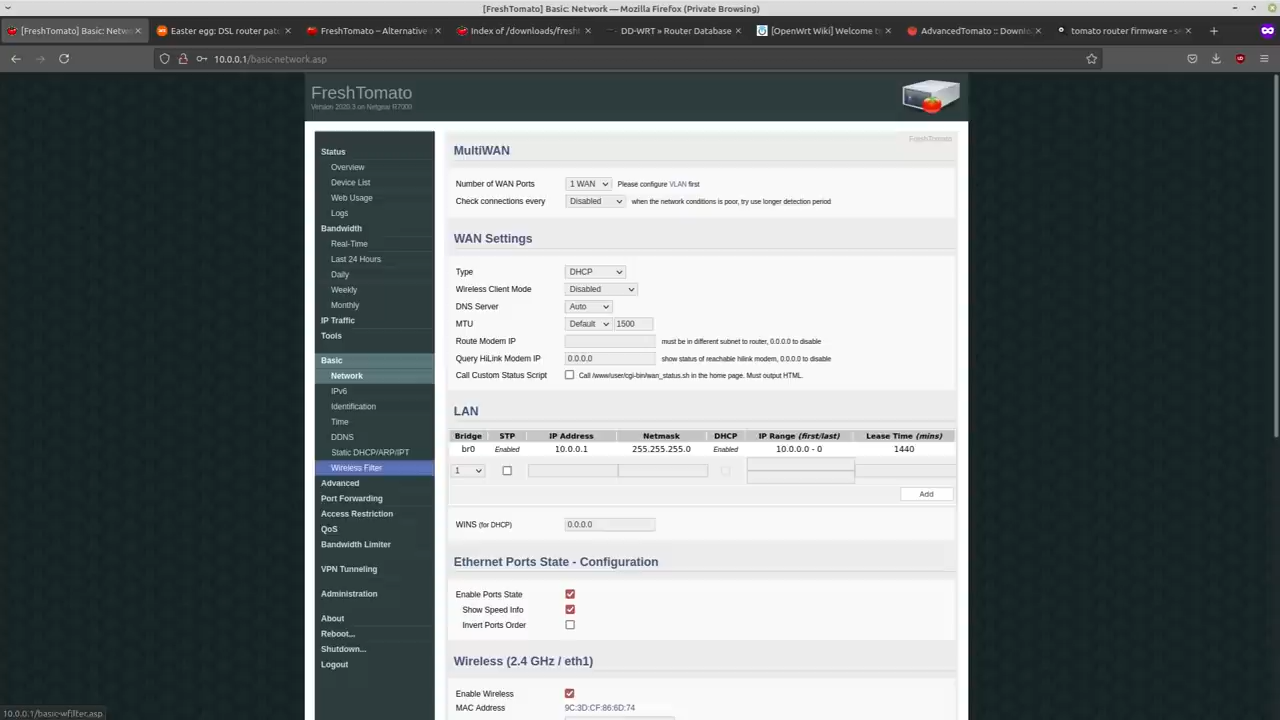 [FreshTomato] Basic: Network — Mozilla Firefox (Private Browsing)
[FreshTomato] Basic: Netwo
Easter egg: DSL router pat
FreshTomato – Alternative
Index of /downloads/fresht
DD-WRT » Router Database
[OpenWrt Wiki] Welcome t
AdvancedTomato :: Downlo
tomato router firmware - s
10.0.0.1/basic-network.asp
FreshTomato
Version 2020.3 on Netgear R7000
FreshTomato
Status
Overview
Device List
Web Usage
Logs
Bandwidth
Real-Time
Last 24 Hours
Daily
Weekly
Monthly
IP Traffic
Tools
Basic
Network
IPv6
Identification
Time
DDNS
Static DHCP/ARP/IPT
Wireless Filter
Advanced
Port Forwarding
Access Restriction
QoS
Bandwidth Limiter
VPN Tunneling
Administration
About
Reboot...
Shutdown...
Logout
MultiWAN
Number of WAN Ports 1 WAN Please configure VLAN first
Check connections every Disabled when the network conditions is poor, try use longer detection period
WAN Settings
Type DHCP
Wireless Client Mode Disabled
DNS Server Auto
MTU Default 1500
Route Modem IP must be in different subnet to router, 0.0.0.0 to disable
Query HiLink Modem IP 0.0.0.0 show status of reachable hilink modem, 0.0.0.0 to disable
Call Custom Status Script Call /www/user/cgi-bin/wan_status.sh in the home page. Must output HTML.
LAN
Bridge STP IP Address Netmask DHCP IP Range (first/last) Lease Time (mins)
br0 Enabled 10.0.0.1 255.255.255.0 Enabled 10.0.0.0 - 0 1440
1
Add
WINS (for DHCP) 0.0.0.0
Ethernet Ports State - Configuration
Enable Ports State
Show Speed Info
Invert Ports Order
Wireless (2.4 GHz / eth1)
Enable Wireless
MAC Address 9C:3D:CF:86:6D:74
10.0.0.1/basic-wfilter.asp